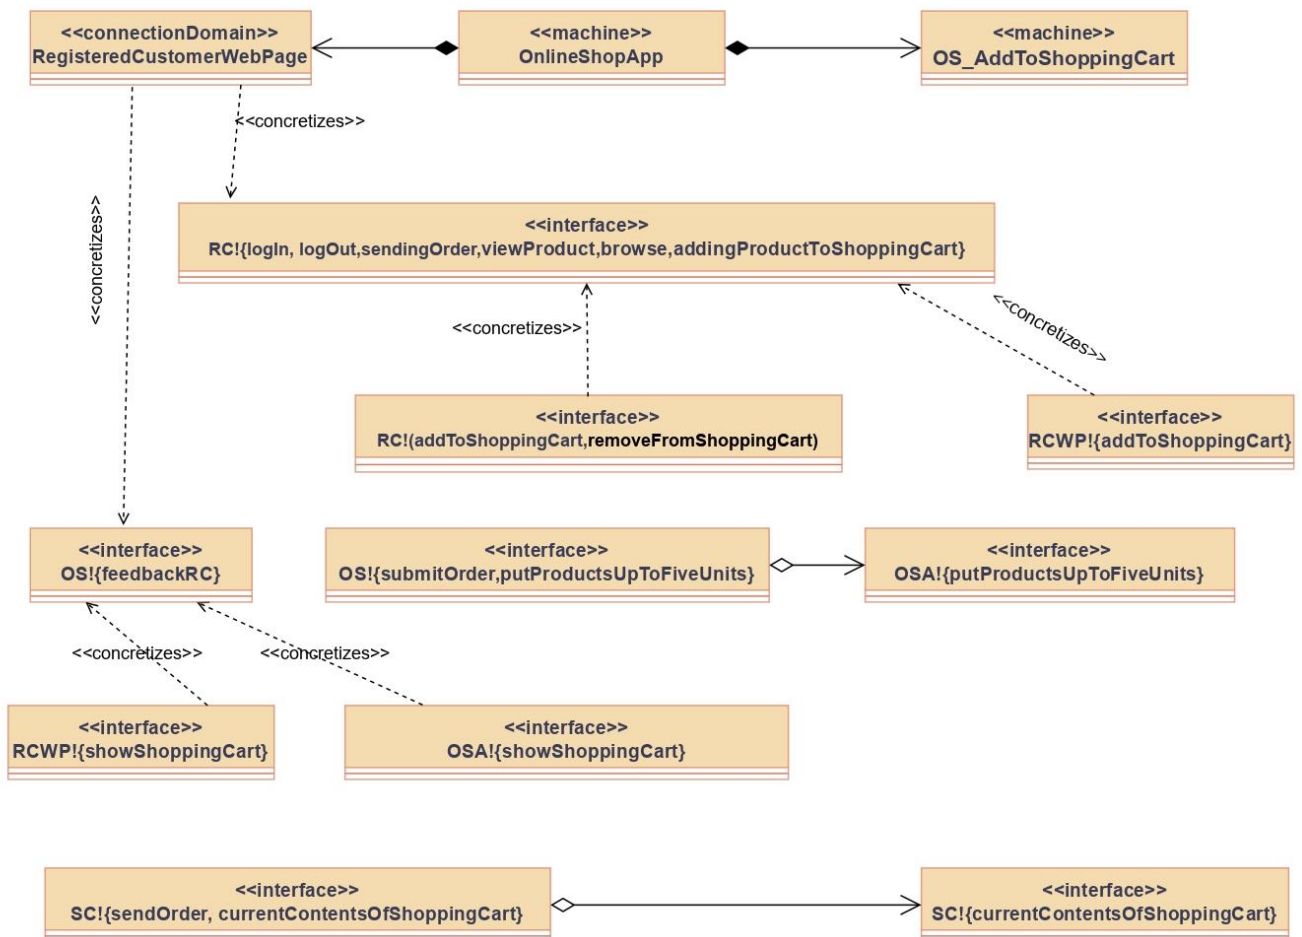 <<connectionDomain>>
RegisteredCustomerWebPage
<<machine>>
OnlineShopApp
<<machine>>
OS_AddToShoppingCart
<<concretizes>>
<<concretizes>>
<<interface>>
RC!{logIn, logOut,sendingOrder,viewProduct,browse,addingProductToShoppingCart}
<<concretizes>>
<<concretizes>>
<<interface>>
RC!(addToShoppingCart,removeFromShoppingCart)
<<interface>>
RCWP!{addToShoppingCart}
<<interface>>
OS!{feedbackRC}
<<interface>>
OS!{submitOrder,putProductsUpToFiveUnits}
<<interface>>
OSA!{putProductsUpToFiveUnits}
<<concretizes>>
<<concretizes>>
<<interface>>
RCWP!{showShoppingCart}
<<interface>>
OSA!{showShoppingCart}
<<interface>>
SC!{sendOrder, currentContentsOfShoppingCart}
<<interface>>
SC!{currentContentsOfShoppingCart}